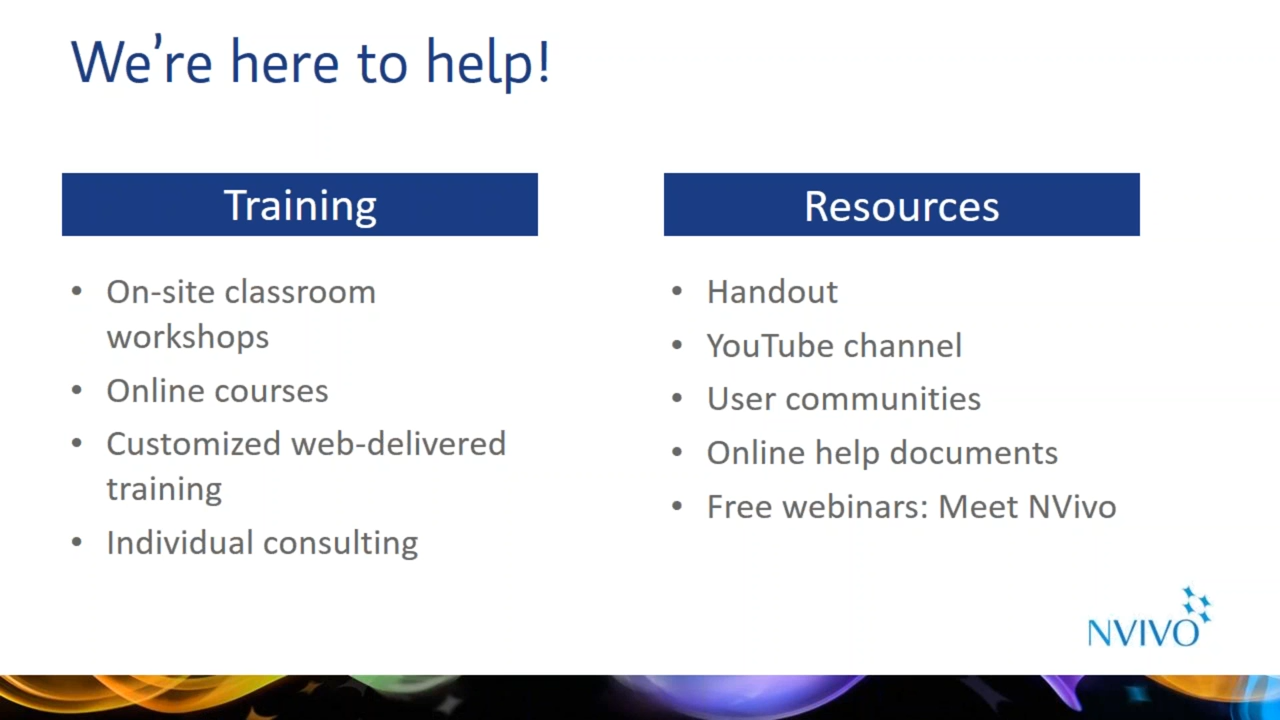 We're here to help!
Training
• On-site classroom
workshops
• Online courses
• Customized web-delivered
training
• Individual consulting
Resources
• Handout
• YouTube channel
• User communities
• Online help documents
• Free webinars: Meet NVivo
NVIVO